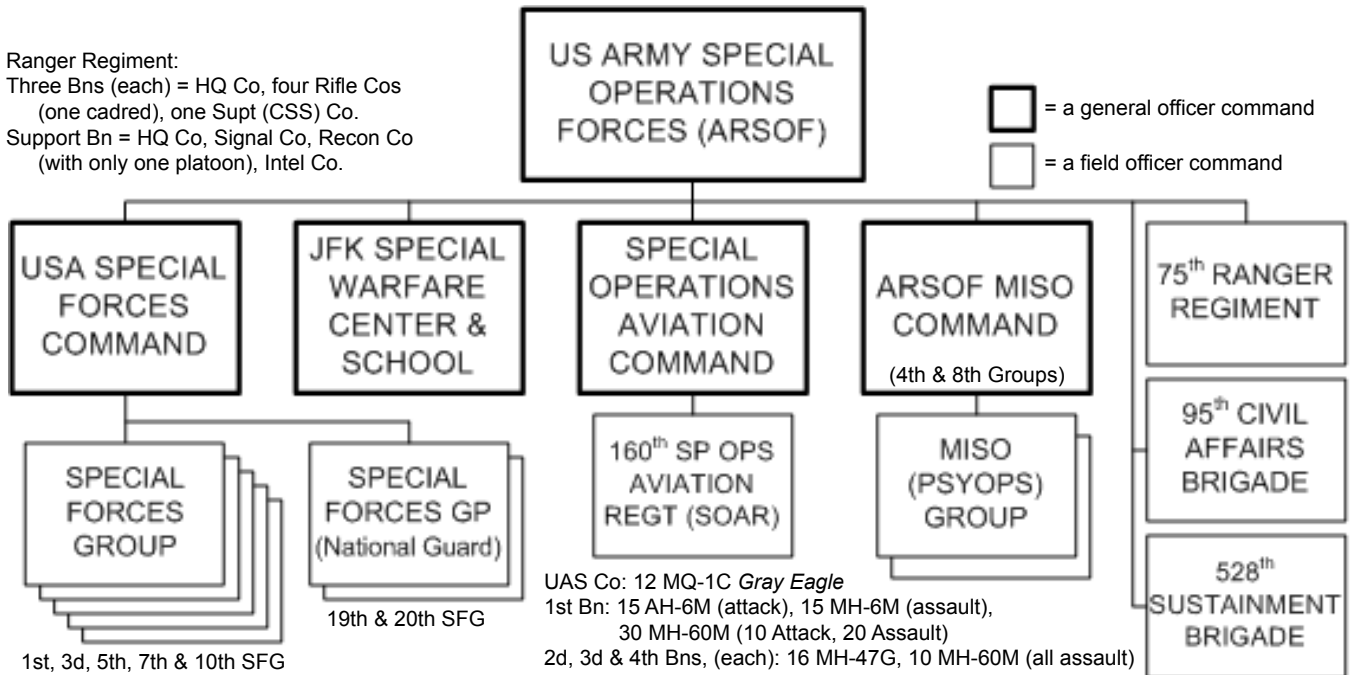 Ranger Regiment:
Three Bns (each) = HQ Co, four Rifle Cos
(one cadred), one Supt (CSS) Co.
Support Bn = HQ Co, Signal Co, Recon Co
(with only one platoon), Intel Co.
US ARMY SPECIAL
OPERATIONS
FORCES (ARSOF)
= a general officer command
= a field officer command
USA SPECIAL
FORCES
COMMAND
JFK SPECIAL
WARFARE
CENTER &
SCHOOL
SPECIAL
OPERATIONS
AVIATION
COMMAND
ARSOF MISO
COMMAND
(4th & 8th Groups)
75th RANGER
REGIMENT
95th CIVIL
AFFAIRS
BRIGADE
528th
SUSTAINMENT
BRIGADE
SPECIAL
FORCES
GROUP
1st, 3d, 5th, 7th & 10th SFG
SPECIAL
FORCES GP
(National Guard)
19th & 20th SFG
160th SP OPS
AVIATION
REGT (SOAR)
MISO
(PSYOPS)
GROUP
UAS Co: 12 MQ-1C Gray Eagle
1st Bn: 15 AH-6M (attack), 15 MH-6M (assault),
30 MH-60M (10 Attack, 20 Assault)
2d, 3d & 4th Bns, (each): 16 MH-47G, 10 MH-60M (all assault)